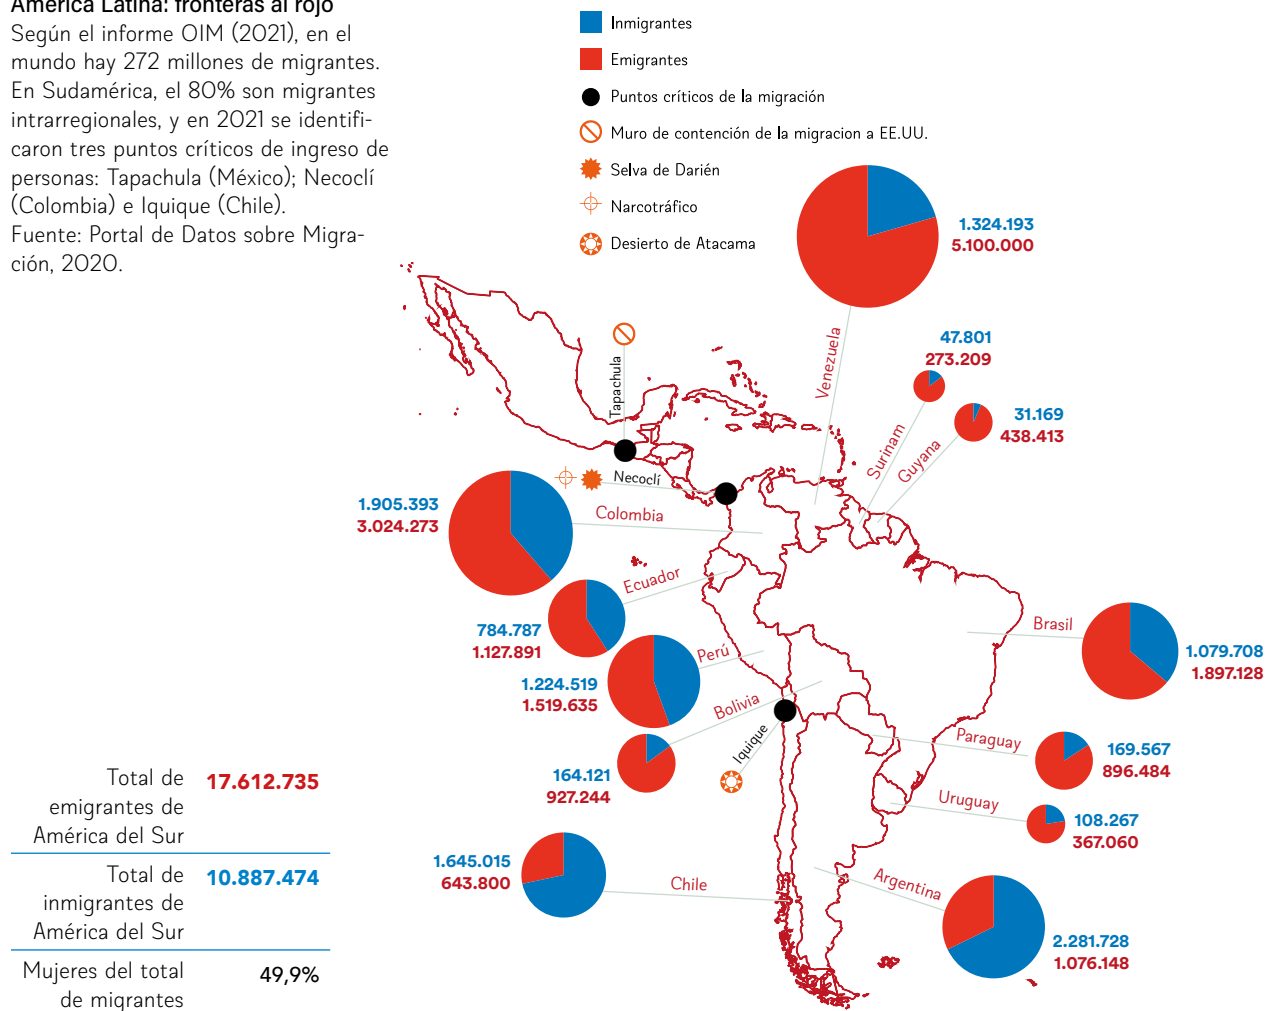 América Latina: fronteras al rojo
Según el informe OIM (2021), en el
mundo hay 272 millones de migrantes.
En Sudamérica, el 80% son migrantes
intrarregionales, y en 2021 se identifi-
caron tres puntos críticos de ingreso de
personas: Tapachula (México); Necoclí
(Colombia) e Iquique (Chile).
Fuente: Portal de Datos sobre Migra-
ción, 2020.
Inmigrantes
Emigrantes
Puntos críticos de la migración
Muro de contención de la migracion a EE.UU.
Selva de Darién
Narcotráfico
Desierto de Atacama
1.324.193
5.100.000
Venezuela
47.801
273.209
Surinam
31.169
438.413
Guyana
Tapachula
Necoclí
1.905.393
3.024.273
Colombia
Ecuador
784.787
1.127.891
Perú
1.224.519
1.519.635
Bolivia
164.121
927.244
Iquique
Brasil
1.079.708
1.897.128
Paraguay
169.567
896.484
Uruguay
108.267
367.060
1.645.015
643.800
Chile
Argentina
2.281.728
1.076.148
Total de
emigrantes de
América del Sur
17.612.735
Total de
inmigrantes de
América del Sur
10.887.474
Mujeres del total
de migrantes
49,9%